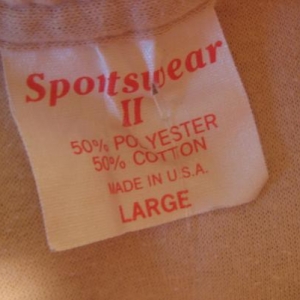 Sportswear
II
50% POLYESTER
50% COTTON
MADE IN U.S.A.
LARGE